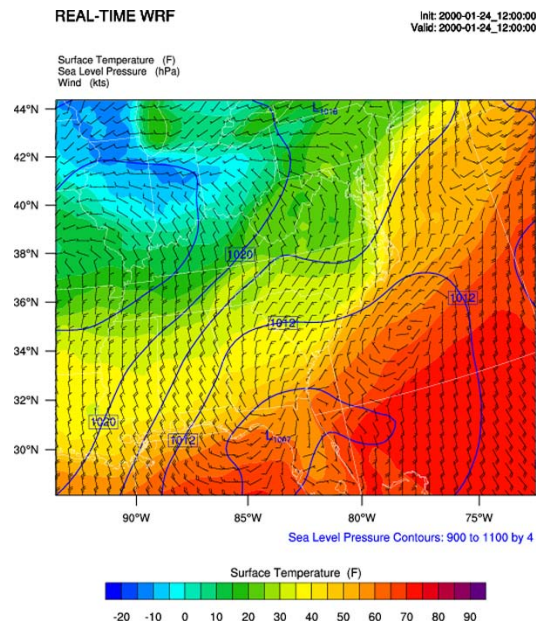 REAL-TIME WRF
Init: 2000-01-24_12:00:00
Valid: 2000-01-24_12:00:00
Surface Temperature (F)
Sea Level Pressure (hPa)
Wind (kts)
44°N
L1016
42°N
40°N
38°N
1020
36°N
1012
34°N
1012
32°N
1020
30°N
1012
L1007
90°W 85°W 80°W 75°W
Sea Level Pressure Contours: 900 to 1100 by 4
Surface Temperature (F)
-20 -10 0 10 20 30 40 50 60 70 80 90